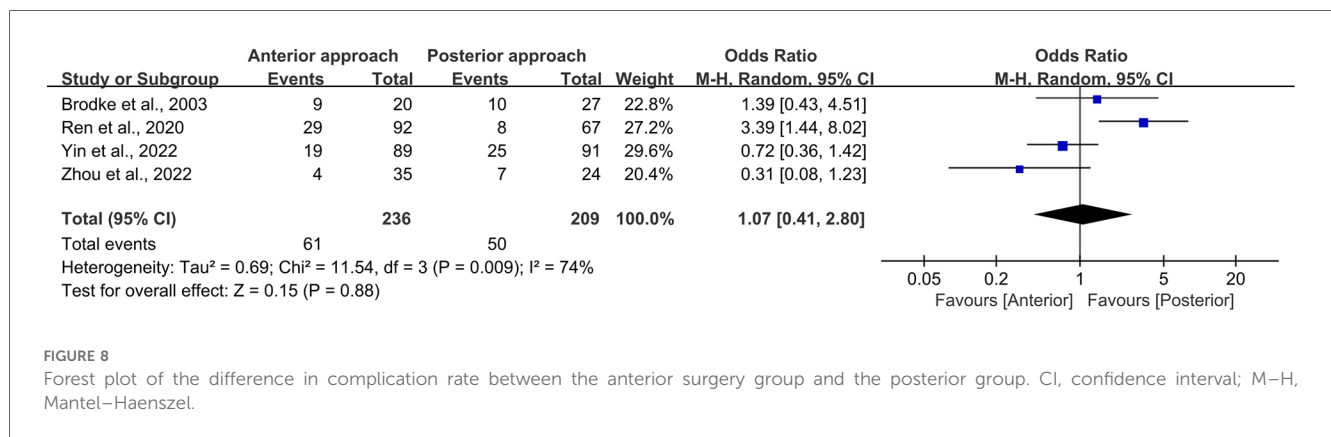 Anterior approach Posterior approach Odds Ratio Odds Ratio
Study or Subgroup Events Total Events Total Weight M-H, Random, 95% CI M-H, Random, 95% CI
Brodke et al., 2003 9 20 10 27 22.8% 1.39 [0.43, 4.51]
Ren et al., 2020 29 92 8 67 27.2% 3.39 [1.44, 8.02]
Yin et al., 2022 19 89 25 91 29.6% 0.72 [0.36, 1.42]
Zhou et al., 2022 4 35 7 24 20.4% 0.31 [0.08, 1.23]
Total (95% CI) 236 209 100.0% 1.07 [0.41, 2.80]
Total events 61 50
Heterogeneity: Tau² = 0.69; Chi² = 11.54, df = 3 (P = 0.009); I² = 74%
Test for overall effect: Z = 0.15 (P = 0.88)
0.05 0.2 1 5 20
Favours [Anterior] Favours [Posterior]
FIGURE 8
Forest plot of the difference in complication rate between the anterior surgery group and the posterior group. CI, confidence interval; M–H,
Mantel–Haenszel.